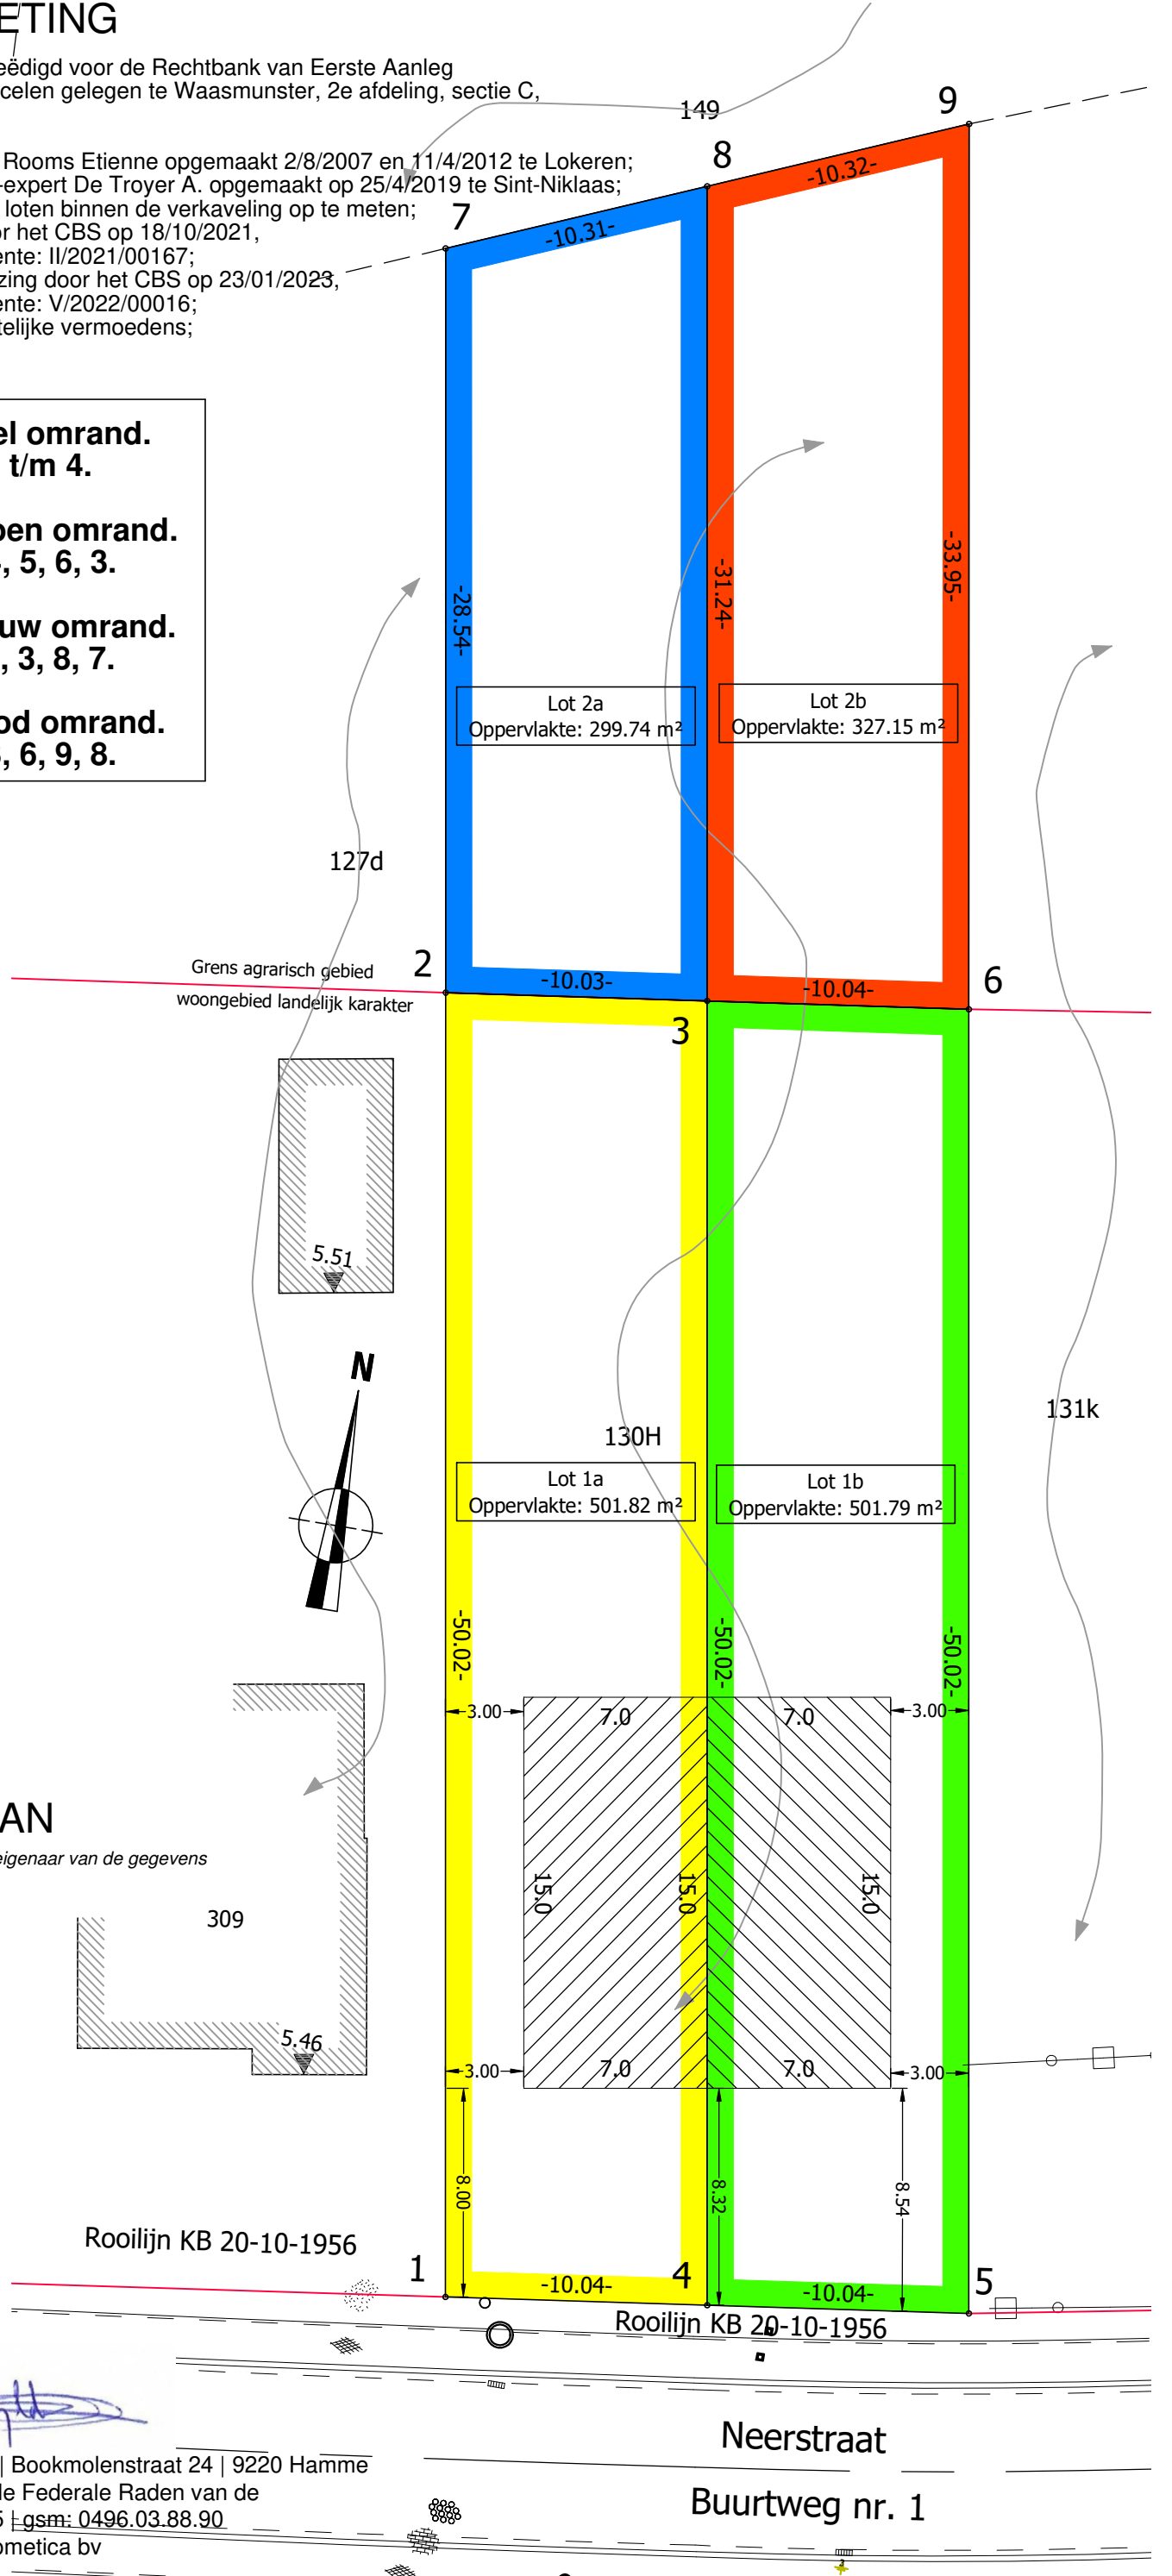 ETING
eëdigd voor de Rechtbank van Eerste Aanleg
celen gelegen te Waasmunster, 2e afdeling, sectie C,
Rooms Etienne opgemaakt 2/8/2007 en 11/4/2012 te Lokeren;
-expert De Troyer A. opgemaakt op 25/4/2019 te Sint-Niklaas;
loten binnen de verkaveling op te meten;
or het CBS op 18/10/2021,
ente: II/2021/00167;
zing door het CBS op 23/01/2023,
ente: V/2022/00016;
telijke vermoedens;
el omrand.
t/m 4.
oen omrand.
, 5, 6, 3.
uw omrand.
, 3, 8, 7.
od omrand.
, 6, 9, 8.
149
9
8
7
-10.32-
-10.31-
-28.54-
-31.24-
-33.95-
Lot 2a
Oppervlakte: 299.74 m²
Lot 2b
Oppervlakte: 327.15 m²
127d
Grens agrarisch gebied
woongebied landelijk karakter
2
-10.03-
-10.04-
6
3
5.51
N
130H
131k
Lot 1a
Oppervlakte: 501.82 m²
Lot 1b
Oppervlakte: 501.79 m²
-50.02-
-50.02-
-50.02-
3.00
7.0
7.0
3.00
AN
eigenaar van de gegevens
309
15.0
15.0
15.0
5.46
3.00
7.0
7.0
3.00
8.00
8.32
8.54
Rooilijn KB 20-10-1956
1
-10.04-
4
-10.04-
5
Rooilijn KB 20-10-1956
Neerstraat
Buurtweg nr. 1
| Bookmolenstraat 24 | 9220 Hamme
de Federale Raden van de
5 | gsm: 0496.03.88.90
ometica bv